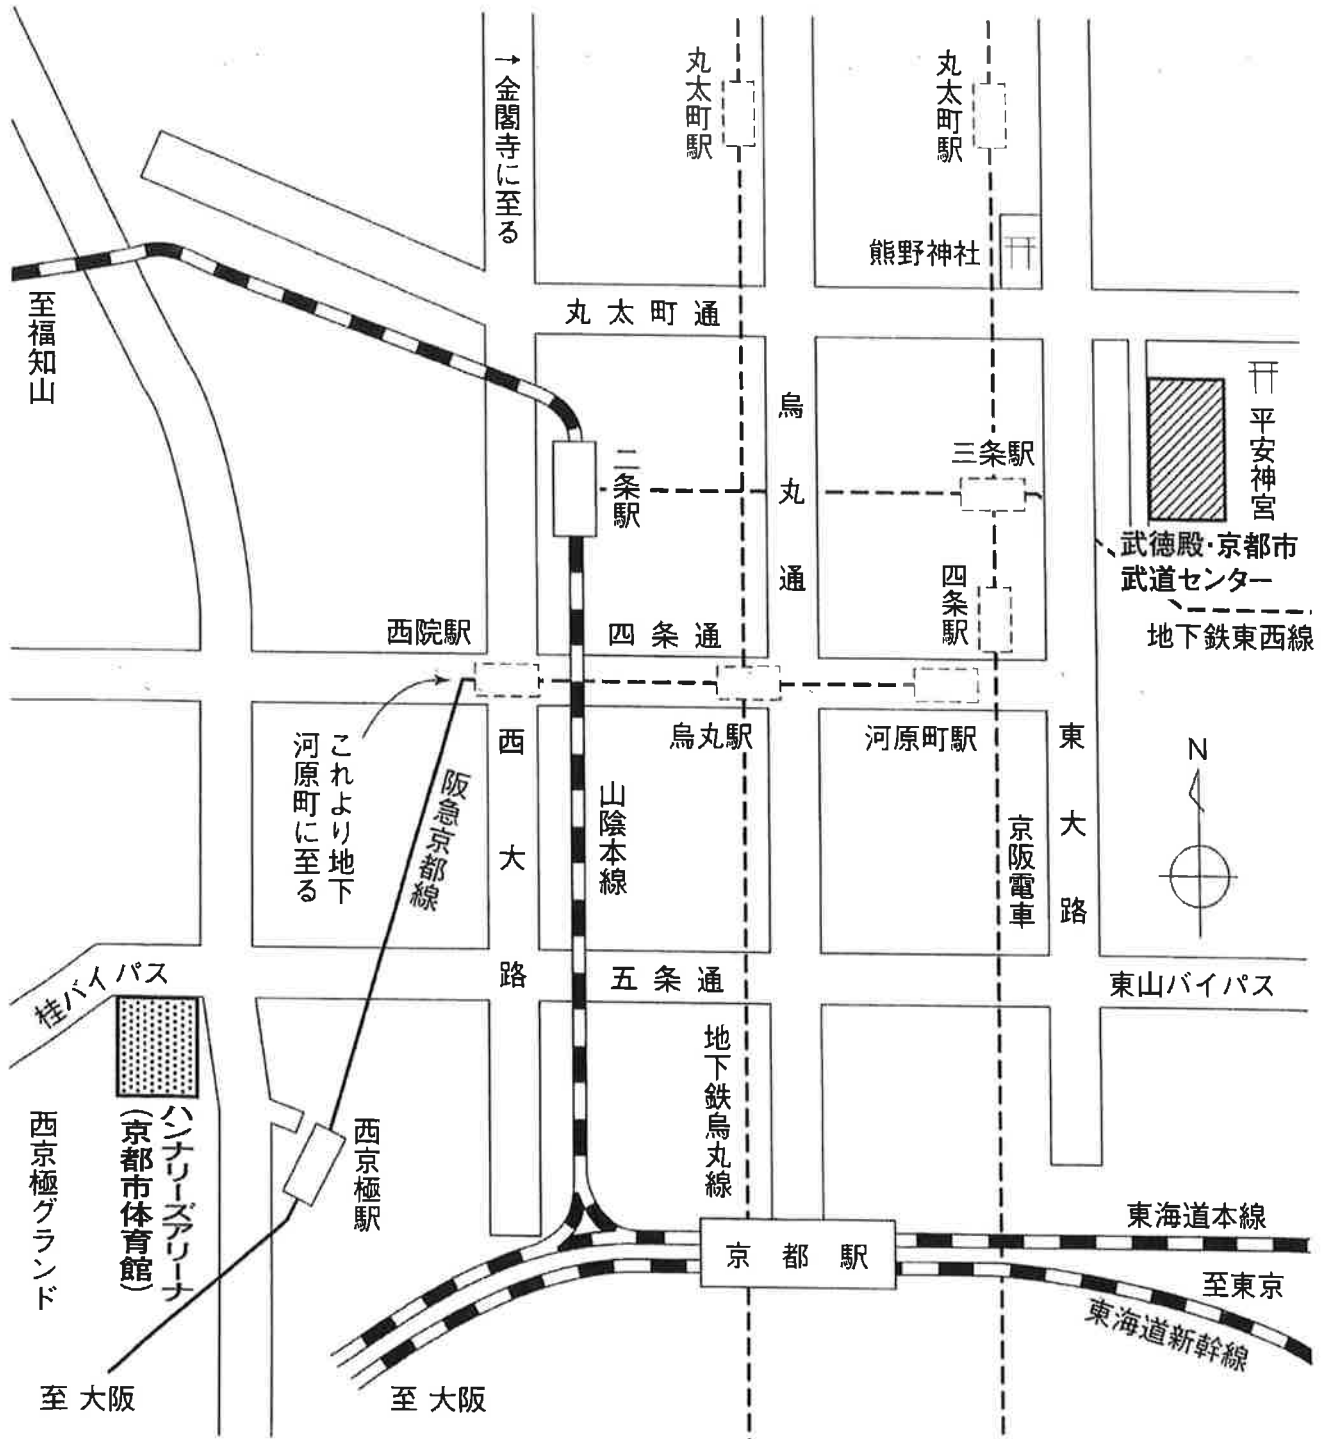 →金閣寺に至る
丸太町駅
丸太町駅
熊野神社
至福知山
丸太町通
烏丸通
平安神宮
二条駅
三条駅
武徳殿・京都市
武道センター
四条駅
地下鉄東西線
西院駅
四条通
烏丸駅
河原町駅
これより地下
河原町に至る
阪急京都線
西大路
山陰本線
京阪電車
東大路
N
桂バイパス
五条通
東山バイパス
地下鉄烏丸線
西京極グランド
ハンナリーズアリーナ
(京都市体育館)
西京極駅
京都駅
東海道本線
至東京
東海道新幹線
至 大阪
至 大阪